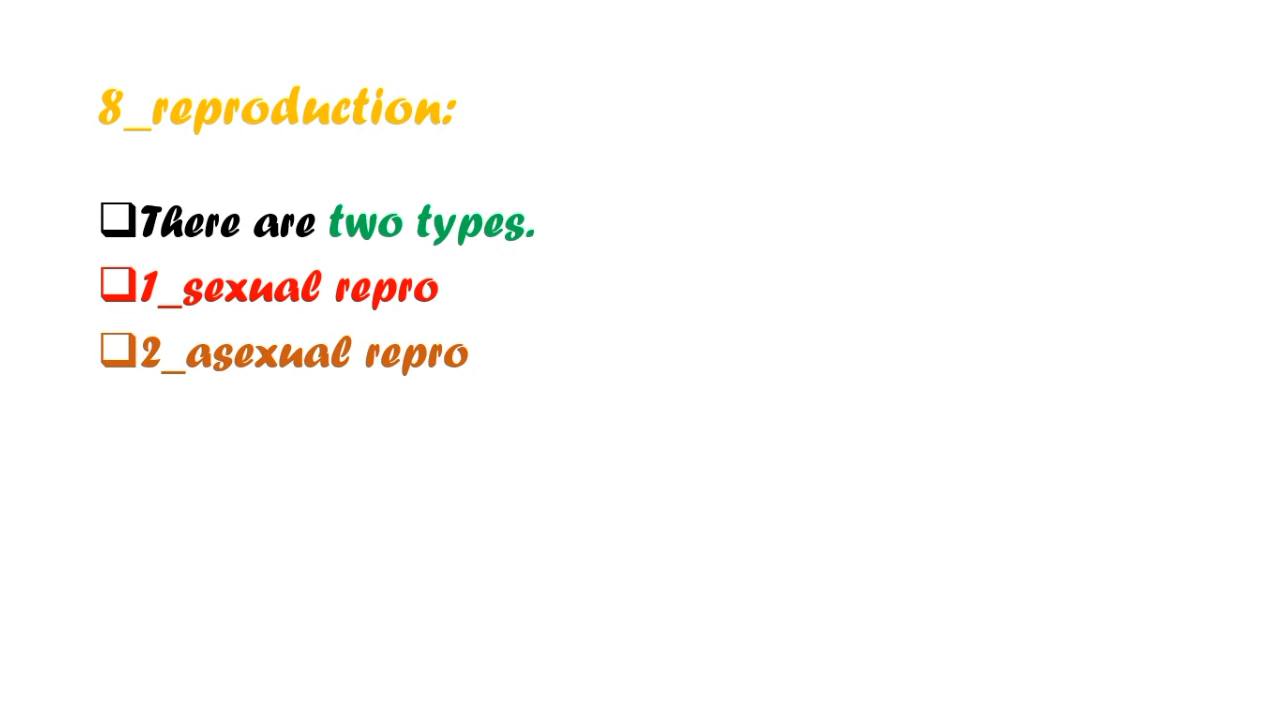 8_reproduction:
❑There are two types.
❑1_sexual repro
❑2_asexual repro